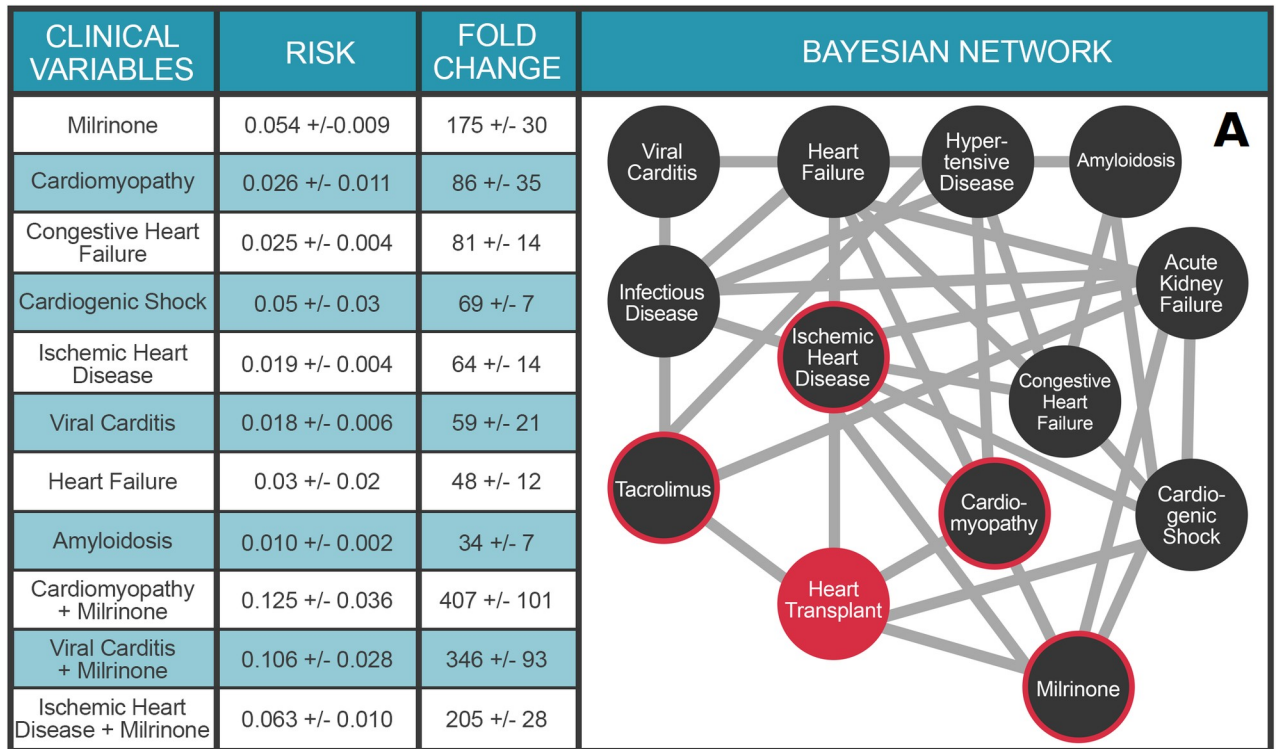 CLINICAL
VARIABLES
RISK
FOLD
CHANGE
BAYESIAN NETWORK
Milrinone
0.054 +/-0.009
175 +/- 30
Cardiomyopathy
0.026 +/- 0.011
86 +/- 35
Congestive Heart
Failure
0.025 +/- 0.004
81 +/- 14
Cardiogenic Shock
0.05 +/- 0.03
69 +/- 7
Ischemic Heart
Disease
0.019 +/- 0.004
64 +/- 14
Viral Carditis
0.018 +/- 0.006
59 +/- 21
Heart Failure
0.03 +/- 0.02
48 +/- 12
Amyloidosis
0.010 +/- 0.002
34 +/- 7
Cardiomyopathy
+ Milrinone
0.125 +/- 0.036
407 +/- 101
Viral Carditis
+ Milrinone
0.106 +/- 0.028
346 +/- 93
Ischemic Heart
Disease + Milrinone
0.063 +/- 0.010
205 +/- 28
A
Viral
Carditis
Heart
Failure
Hyper-
tensive
Disease
Amyloidosis
Infectious
Disease
Acute
Kidney
Failure
Ischemic
Heart
Disease
Congestive
Heart
Failure
Tacrolimus
Cardio-
myopathy
Cardio-
genic
Shock
Heart
Transplant
Milrinone